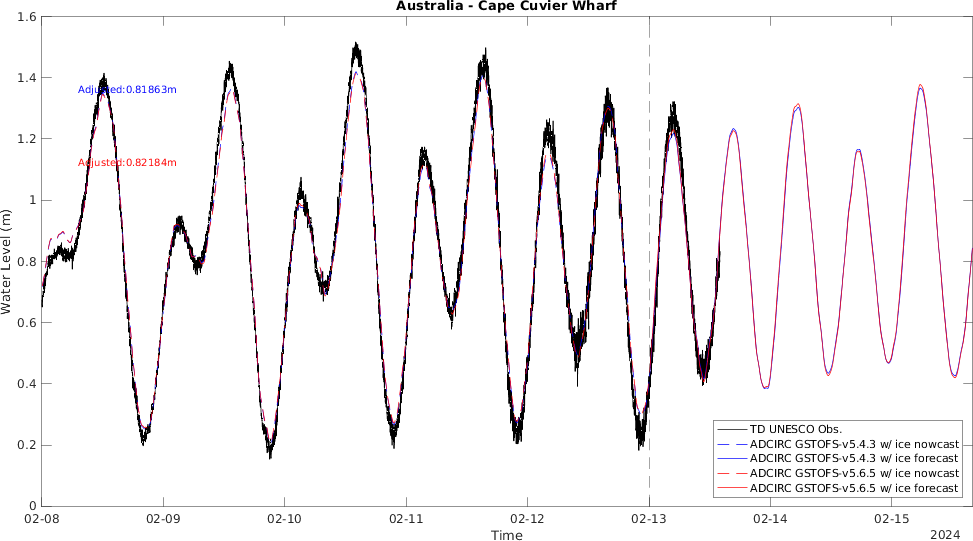 Australia - Cape Cuvier Wharf
1.6
1.4
1.2
1
0.8
0.6
0.4
0.2
0
Water Level (m)
Adjusted:0.81863m
Adjusted:0.82184m
TD UNESCO Obs.
ADCIRC GSTOFS-v5.4.3 w/ ice nowcast
ADCIRC GSTOFS-v5.4.3 w/ ice forecast
ADCIRC GSTOFS-v5.6.5 w/ ice nowcast
ADCIRC GSTOFS-v5.6.5 w/ ice forecast
02-08 02-09 02-10 02-11 02-12 02-13 02-14 02-15
Time
2024